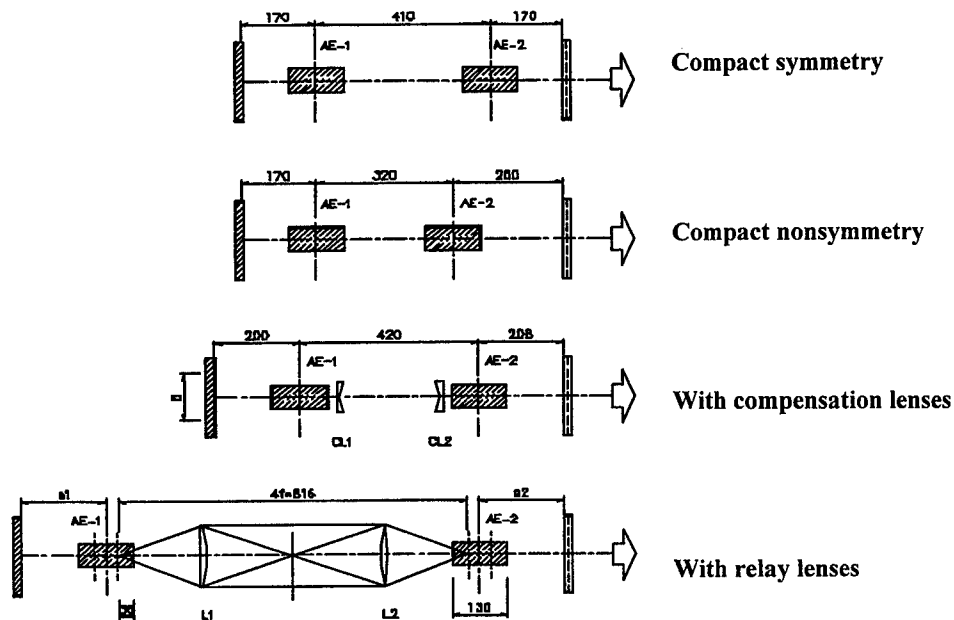 170 410 170
AE-1 AE-2
Compact symmetry
170 320 260
AE-1 AE-2
Compact nonsymmetry
200 420 208
AE-1 AE-2
With compensation lenses
CL1 CL2
a1 4f=816 a2
AE-1 AE-2
With relay lenses
L1 L2 130